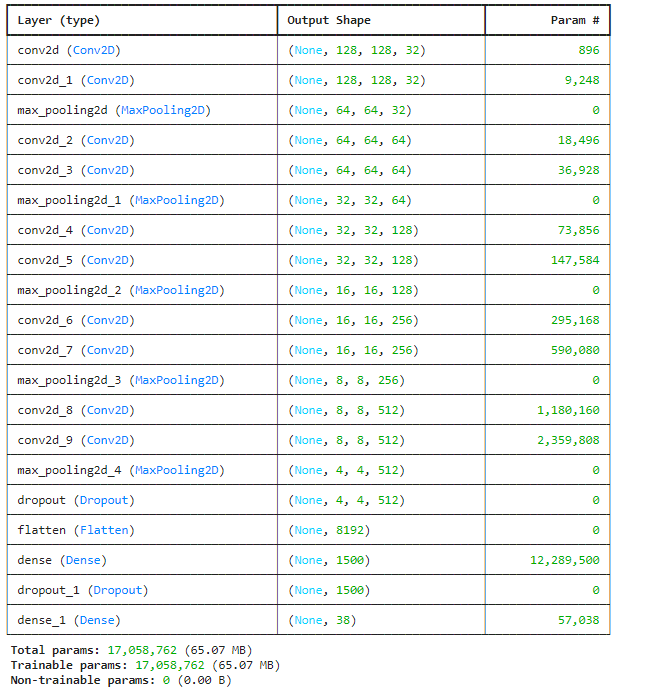 Layer (type) Output Shape Param #
conv2d (Conv2D) (None, 128, 128, 32) 896
conv2d_1 (Conv2D) (None, 128, 128, 32) 9,248
max_pooling2d (MaxPooling2D) (None, 64, 64, 32) 0
conv2d_2 (Conv2D) (None, 64, 64, 64) 18,496
conv2d_3 (Conv2D) (None, 64, 64, 64) 36,928
max_pooling2d_1 (MaxPooling2D) (None, 32, 32, 64) 0
conv2d_4 (Conv2D) (None, 32, 32, 128) 73,856
conv2d_5 (Conv2D) (None, 32, 32, 128) 147,584
max_pooling2d_2 (MaxPooling2D) (None, 16, 16, 128) 0
conv2d_6 (Conv2D) (None, 16, 16, 256) 295,168
conv2d_7 (Conv2D) (None, 16, 16, 256) 590,080
max_pooling2d_3 (MaxPooling2D) (None, 8, 8, 256) 0
conv2d_8 (Conv2D) (None, 8, 8, 512) 1,180,160
conv2d_9 (Conv2D) (None, 8, 8, 512) 2,359,808
max_pooling2d_4 (MaxPooling2D) (None, 4, 4, 512) 0
dropout (Dropout) (None, 4, 4, 512) 0
flatten (Flatten) (None, 8192) 0
dense (Dense) (None, 1500) 12,289,500
dropout_1 (Dropout) (None, 1500) 0
dense_1 (Dense) (None, 38) 57,038
Total params: 17,058,762 (65.07 MB)
Trainable params: 17,058,762 (65.07 MB)
Non-trainable params: 0 (0.00 B)